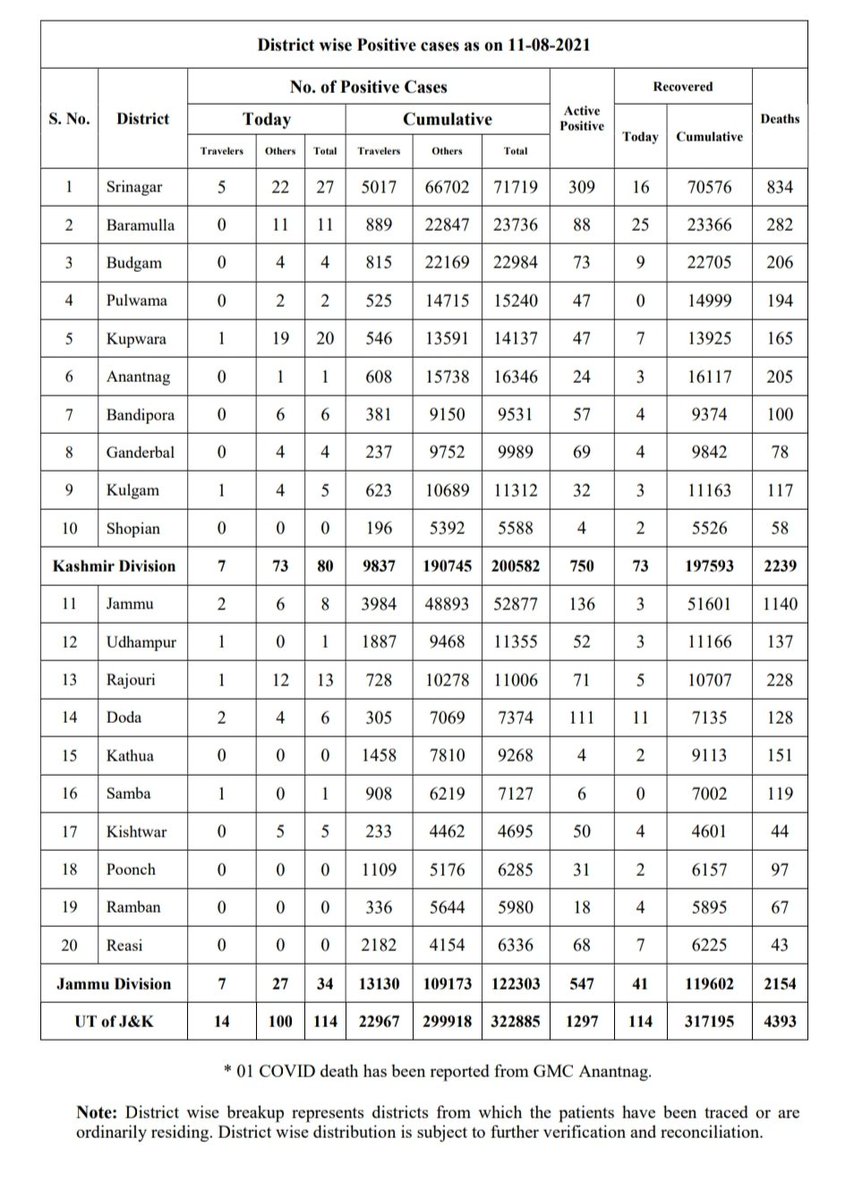 District wise Positive cases as on 11-08-2021
S. No. District No. of Positive Cases Active Positive Recovered Deaths
Today Cumulative Today Cumulative
Travelers Others Total Travelers Others Total
1 Srinagar 5 22 27 5017 66702 71719 309 16 70576 834
2 Baramulla 0 11 11 889 22847 23736 88 25 23366 282
3 Budgam 0 4 4 815 22169 22984 73 9 22705 206
4 Pulwama 0 2 2 525 14715 15240 47 0 14999 194
5 Kupwara 1 19 20 546 13591 14137 47 7 13925 165
6 Anantnag 0 1 1 608 15738 16346 24 3 16117 205
7 Bandipora 0 6 6 381 9150 9531 57 4 9374 100
8 Ganderbal 0 4 4 237 9752 9989 69 4 9842 78
9 Kulgam 1 4 5 623 10689 11312 32 3 11163 117
10 Shopian 0 0 0 196 5392 5588 4 2 5526 58
Kashmir Division 7 73 80 9837 190745 200582 750 73 197593 2239
11 Jammu 2 6 8 3984 48893 52877 136 3 51601 1140
12 Udhampur 1 0 1 1887 9468 11355 52 3 11166 137
13 Rajouri 1 12 13 728 10278 11006 71 5 10707 228
14 Doda 2 4 6 305 7069 7374 111 11 7135 128
15 Kathua 0 0 0 1458 7810 9268 4 2 9113 151
16 Samba 1 0 1 908 6219 7127 6 0 7002 119
17 Kishtwar 0 5 5 233 4462 4695 50 4 4601 44
18 Poonch 0 0 0 1109 5176 6285 31 2 6157 97
19 Ramban 0 0 0 336 5644 5980 18 4 5895 67
20 Reasi 0 0 0 2182 4154 6336 68 7 6225 43
Jammu Division 7 27 34 13130 109173 122303 547 41 119602 2154
UT of J&K 14 100 114 22967 299918 322885 1297 114 317195 4393
* 01 COVID death has been reported from GMC Anantnag.
Note: District wise breakup represents districts from which the patients have been traced or are
ordinarily residing. District wise distribution is subject to further verification and reconciliation.